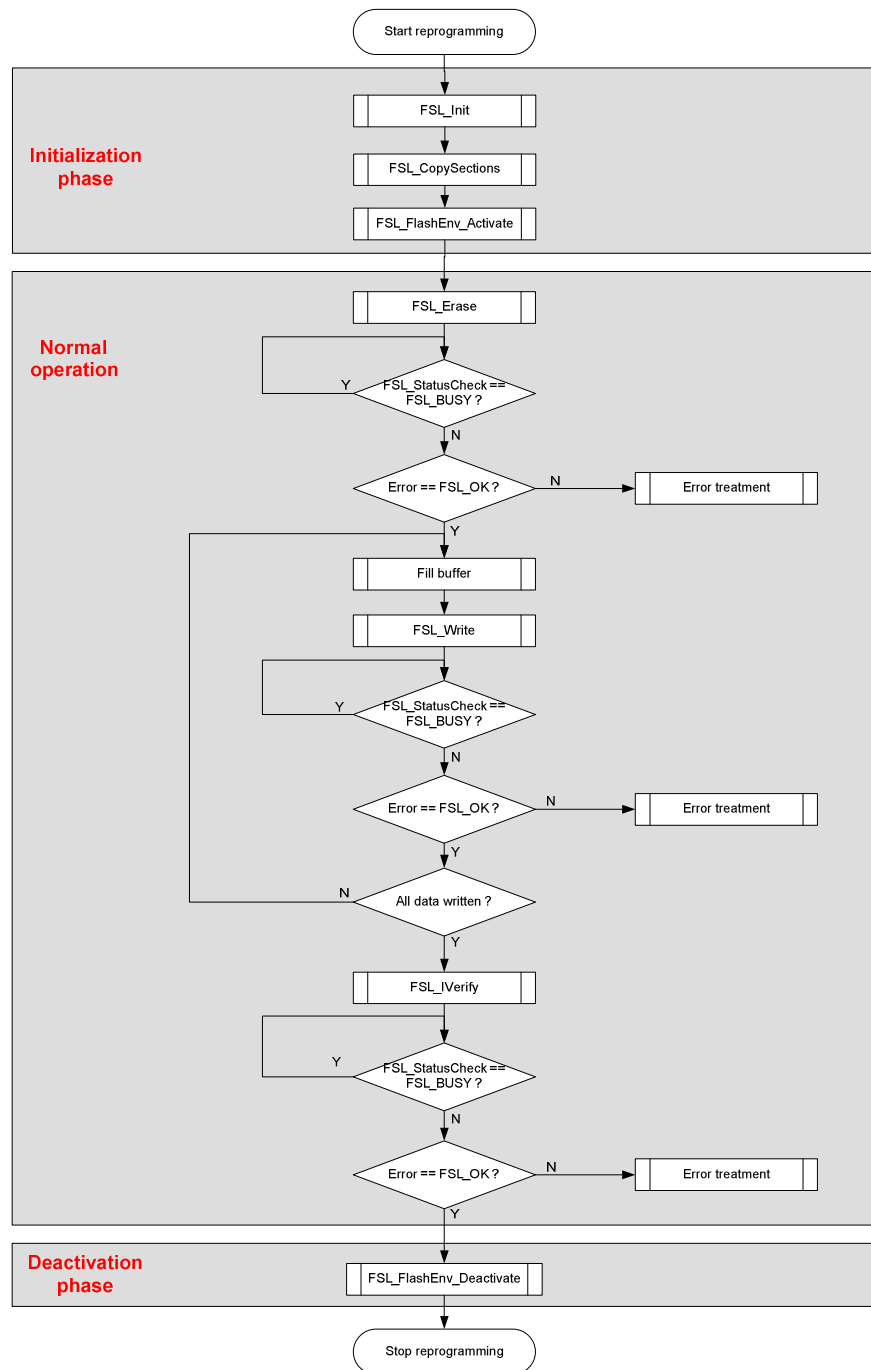 Start reprogramming
Initialization
phase
FSL_Init
FSL_CopySections
FSL_FlashEnv_Activate
Normal
operation
FSL_Erase
FSL_StatusCheck ==
FSL_BUSY ?
Y
N
Error == FSL_OK ?
N
Error treatment
Y
Fill buffer
FSL_Write
FSL_StatusCheck ==
FSL_BUSY ?
Y
N
Error == FSL_OK ?
N
Error treatment
Y
All data written ?
N
Y
FSL_IVerify
FSL_StatusCheck ==
FSL_BUSY ?
Y
N
Error == FSL_OK ?
N
Error treatment
Y
Deactivation
phase
FSL_FlashEnv_Deactivate
Stop reprogramming